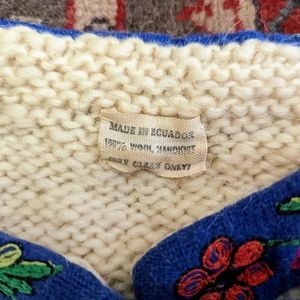 MADE IN ECUADOR
100% WOOL HANDKNIT
DRY CLEAN ONLY!